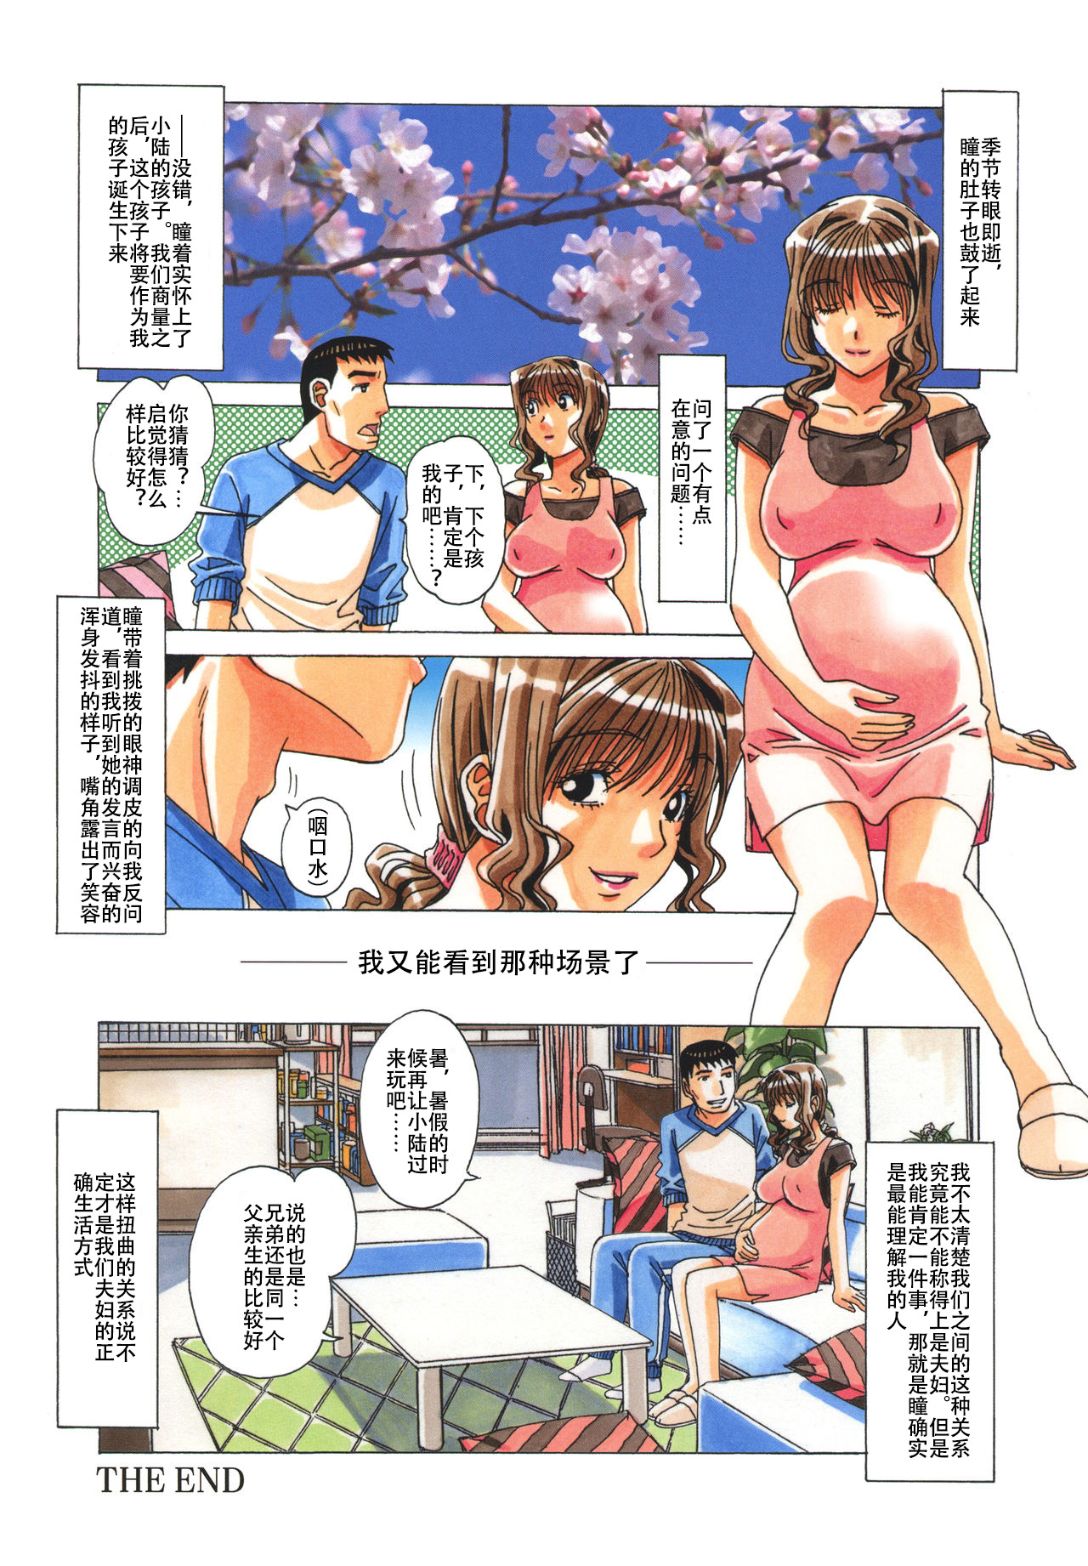 季节转眼即逝，
瞳的肚子也鼓了起来
——没错，瞳着实怀上了
小陆的孩子。我们商量之
后，这个孩子将要作为我
的孩子诞生下来
问了一个有点
在意的问题……
下，下个孩
子，肯定是
我的吧……？
你猜猜？…
启觉得怎么
样比较好？
瞳带着挑拨的眼神调皮的向我反问
道，看到我听到她的发言而兴奋的
浑身发抖的样子，嘴角露出了笑容
（咽口水）
我又能看到那种场景了
暑，暑假的时
候再让小陆过
来玩吧……
说的也是…
兄弟还是同一个
父亲生的比较好
我不太清楚我们之间的这种关系
究竟能不能称得上是夫妇。但是
我能肯定一件事，那就是瞳确实
是最能理解我的人
这样扭曲的关系说不
定才是我们夫妇的正
确生活方式
THE END